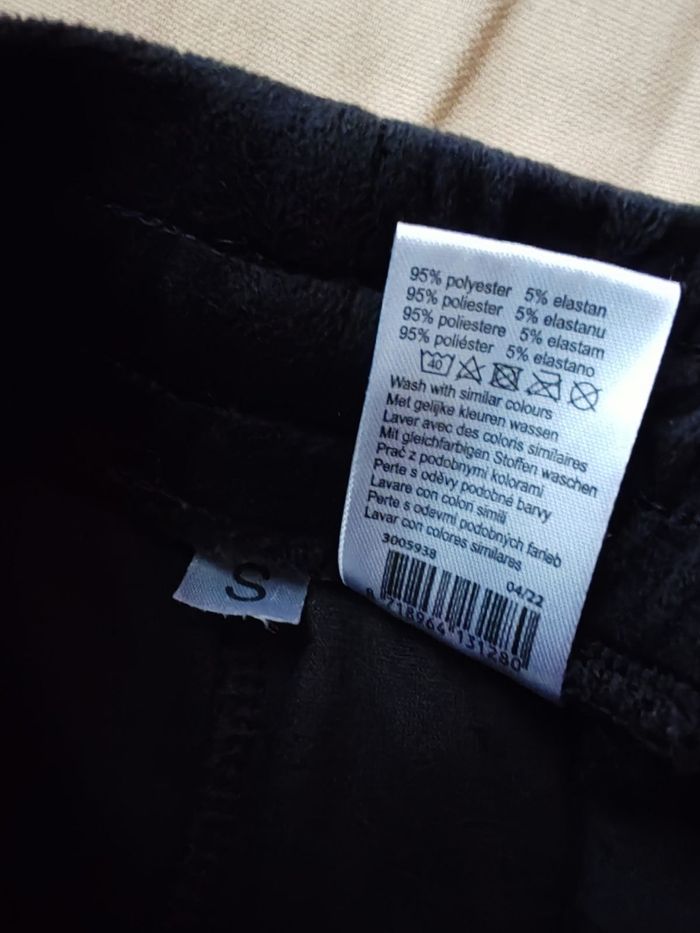 95% polyester 5% elastan
95% poliester 5% elastanu
95% poliestere 5% elastam
95% poliéster 5% elastano
40
Wash with similar colours
Met gelijke kleuren wassen
Laver avec des coloris similaires
Mit gleichfarbigen Stoffen waschen
Prać z podobnymi kolorami
Perte s oděvy podobné barvy
Lavare con colori simili
Perte s odevmi podobných farieb
Lavar con colores similares
3005938
04/22
8 718964 131280
S